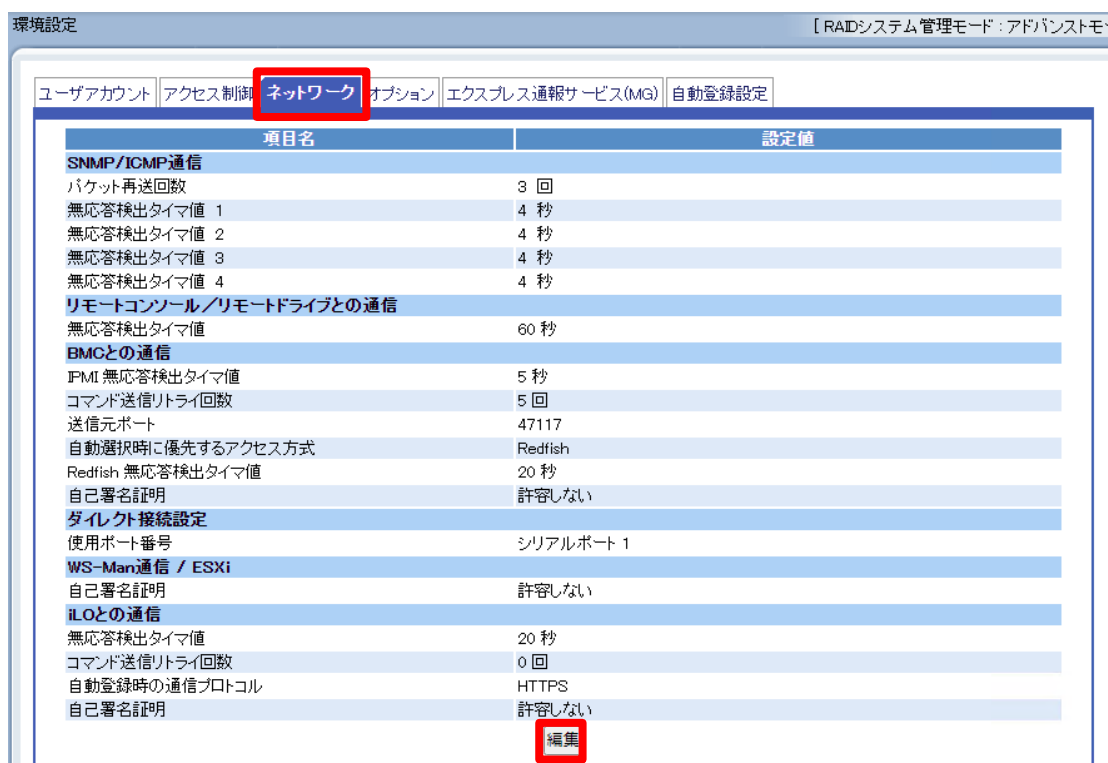 環境設定
[ RAIDシステム管理モード : アドバンストモ
ユーザアカウント アクセス制御 ネットワーク オプション エクスプレス通報サービス(MG) 自動登録設定
項目名 設定値
SNMP/ICMP通信
パケット再送回数 3 回
無応答検出タイマ値 1 4 秒
無応答検出タイマ値 2 4 秒
無応答検出タイマ値 3 4 秒
無応答検出タイマ値 4 4 秒
リモートコンソール/リモートドライブとの通信
無応答検出タイマ値 60 秒
BMCとの通信
IPMI 無応答検出タイマ値 5 秒
コマンド送信リトライ回数 5 回
送信元ポート 47117
自動選択時に優先するアクセス方式 Redfish
Redfish 無応答検出タイマ値 20 秒
自己署名証明 許容しない
ダイレクト接続設定
使用ポート番号 シリアルポート 1
WS-Man通信 / ESXi
自己署名証明 許容しない
iLOとの通信
無応答検出タイマ値 20 秒
コマンド送信リトライ回数 0 回
自動登録時の通信プロトコル HTTPS
自己署名証明 許容しない
編集